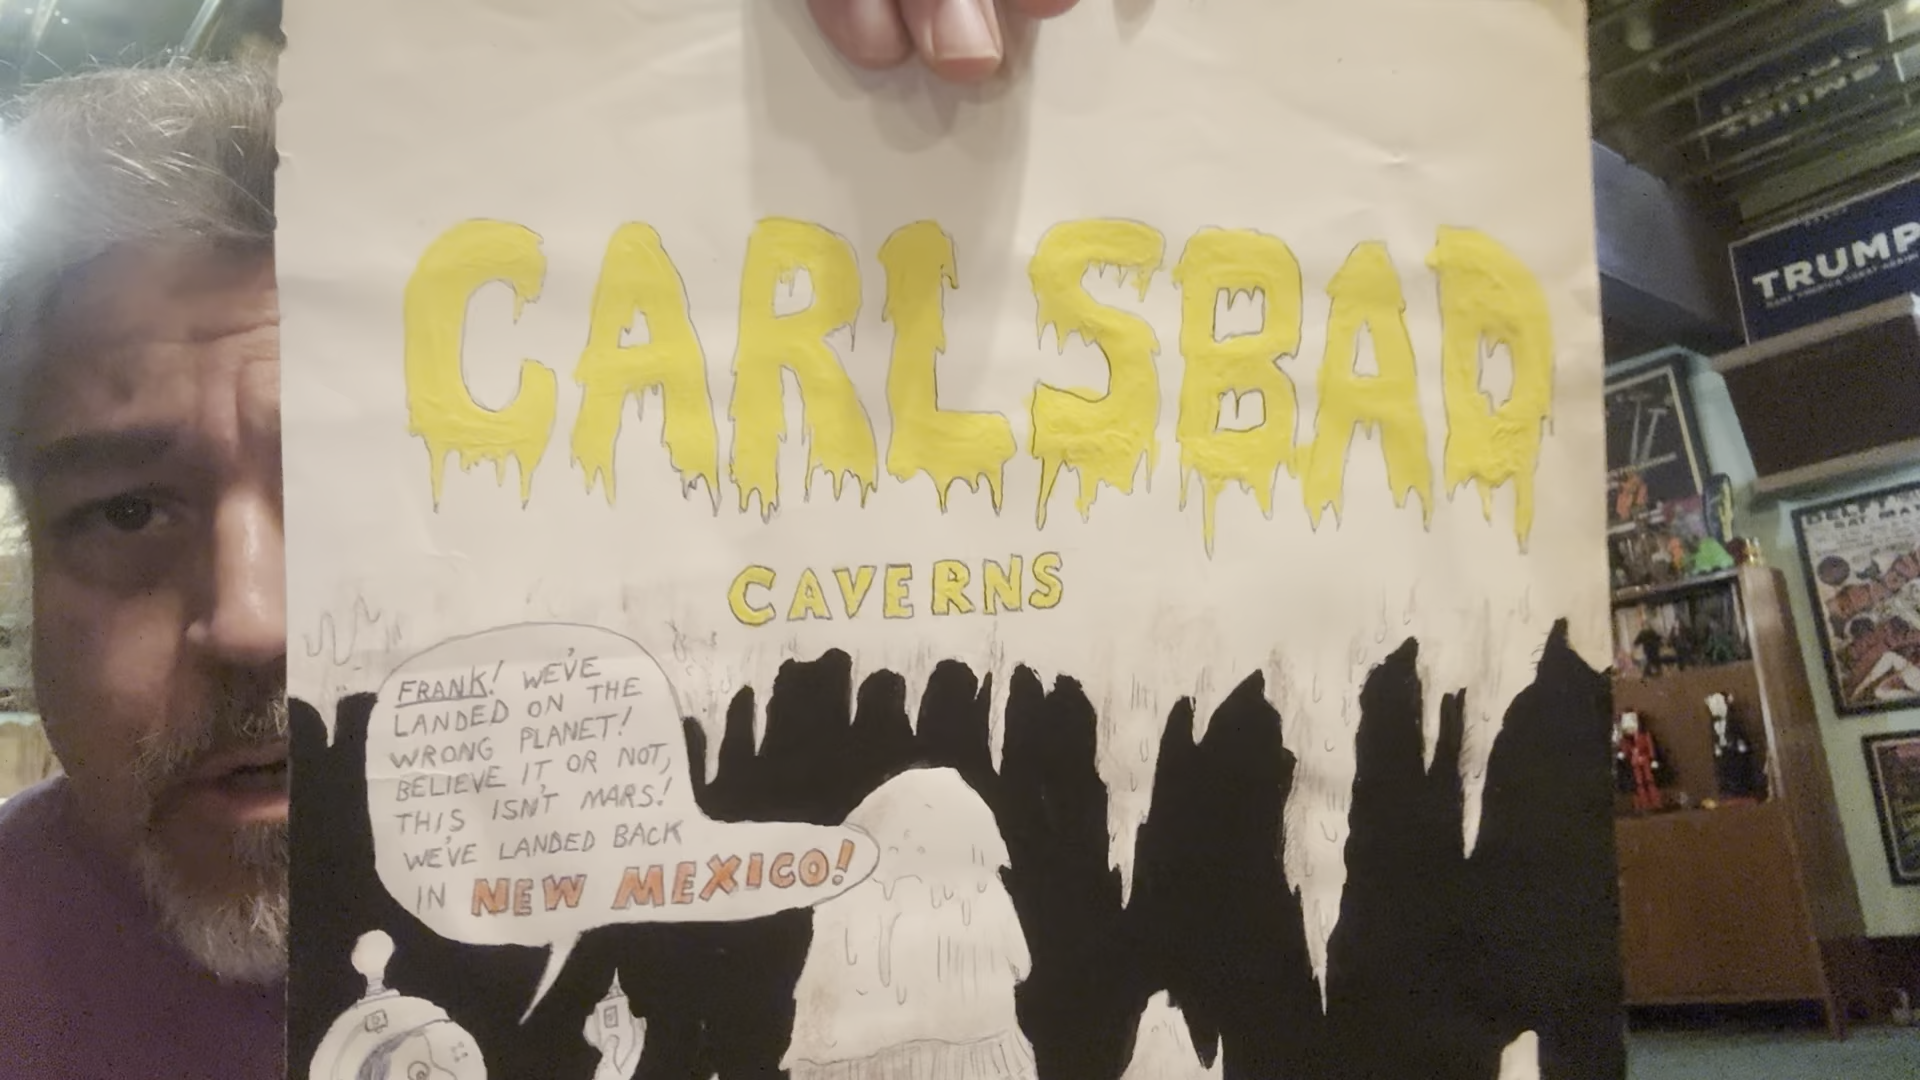 CARLSBAD
CAVERNS
FRANK! WE'VE
LANDED ON THE
WRONG PLANET!
BELIEVE IT OR NOT,
THIS ISN'T MARS!
WE'VE LANDED BACK
IN NEW MEXICO!
TRUMP